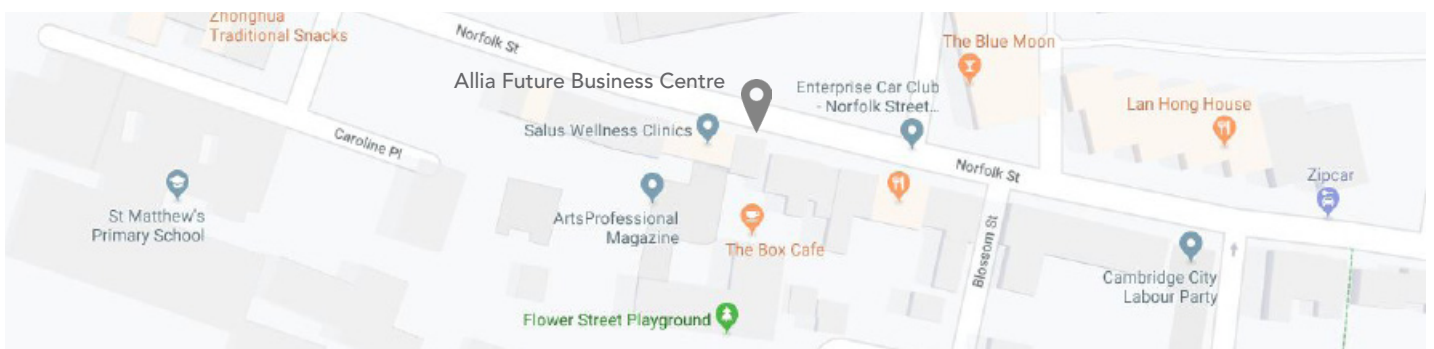 Zhonghua
Traditional Snacks
Norfolk St
The Blue Moon
Allia Future Business Centre
Enterprise Car Club
- Norfolk Street...
Lan Hong House
Salus Wellness Clinics
Caroline Pl
Norfolk St
Zipcar
St Matthew's
Primary School
ArtsProfessional
Magazine
The Box Cafe
Blossom St
Cambridge City
Labour Party
Flower Street Playground